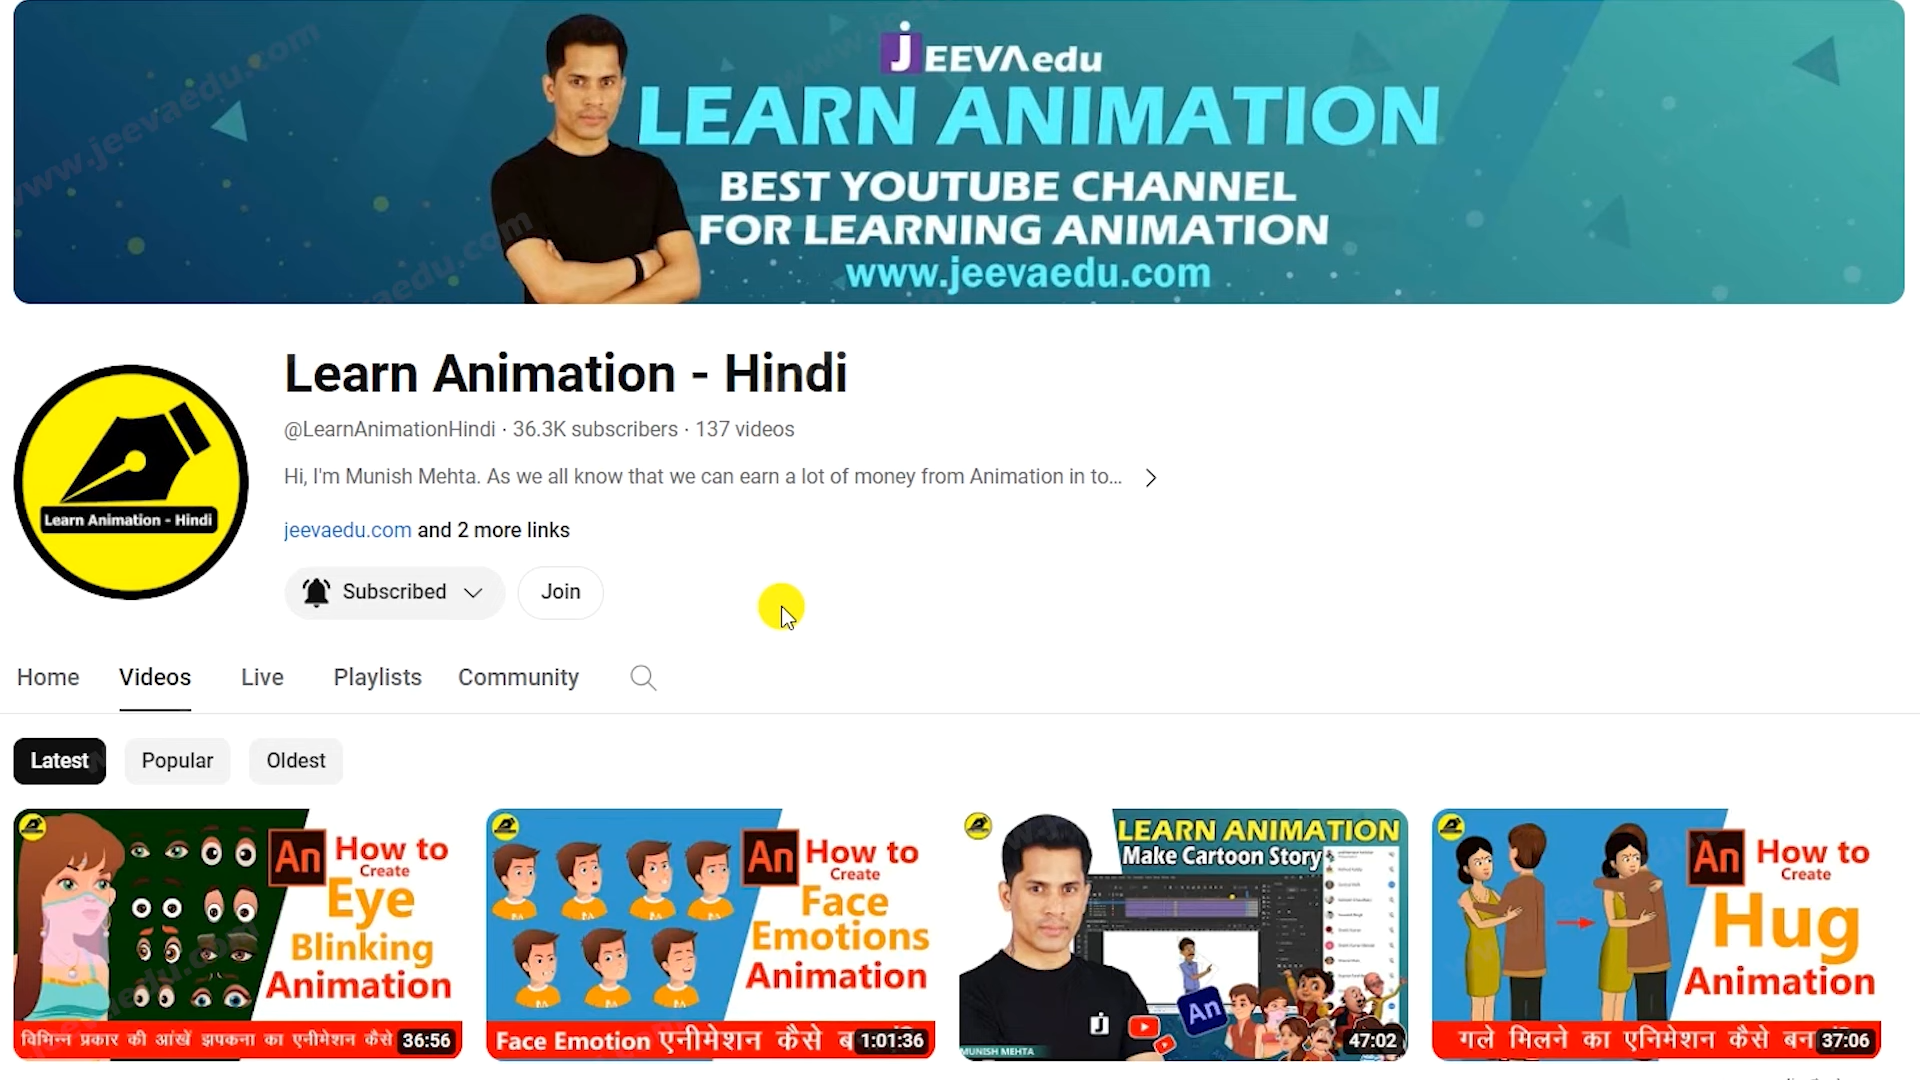 www.jeevaedu.com
JEEVAedu
LEARN ANIMATION
BEST YOUTUBE CHANNEL
FOR LEARNING ANIMATION
www.jeevaedu.com
Learn Animation - Hindi
@LearnAnimationHindi · 36.3K subscribers · 137 videos
Hi, I'm Munish Mehta. As we all know that we can earn a lot of money from Animation in to...
jeevaedu.com and 2 more links
Learn Animation - Hindi
Subscribed
Join
Home Videos Live Playlists Community
Latest Popular Oldest
An How to
Create
Eye
Blinking
Animation
विभिन्न प्रकार की आंखें झपकना का एनीमेशन कैसे
36:56
An How to
Create
Face
Emotions
Animation
Face Emotion एनीमेशन कैसे ब
1:01:36
LEARN ANIMATION
Make Cartoon Story
An
MUNISH MEHTA
47:02
An How to
Create
Hug
Animation
गले मिलने का एनिमेशन कैसे बन
37:06